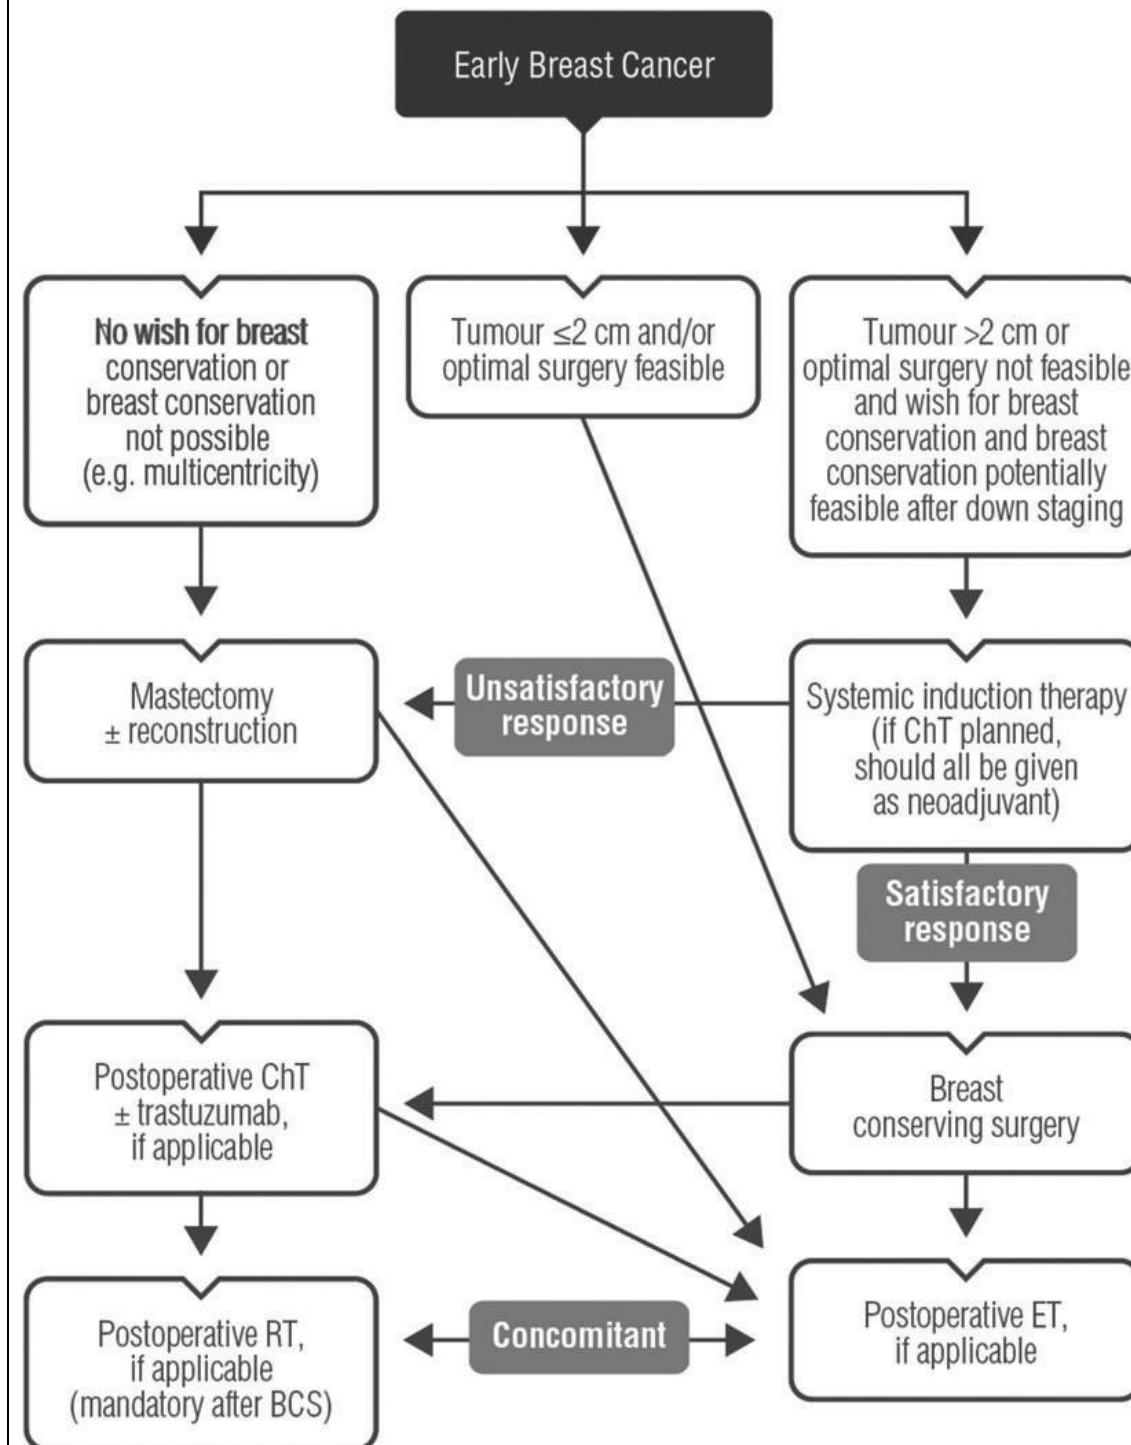 Early Breast Cancer
No wish for breast
conservation or
breast conservation
not possible
(e.g. multicentricity)
Tumour ≤2 cm and/or
optimal surgery feasible
Tumour >2 cm or
optimal surgery not feasible
and wish for breast
conservation and breast
conservation potentially
feasible after down staging
Mastectomy
± reconstruction
Unsatisfactory
response
Systemic induction therapy
(if ChT planned,
should all be given
as neoadjuvant)
Satisfactory
response
Postoperative ChT
± trastuzumab,
if applicable
Breast
conserving surgery
Postoperative RT,
if applicable
(mandatory after BCS)
Concomitant
Postoperative ET,
if applicable